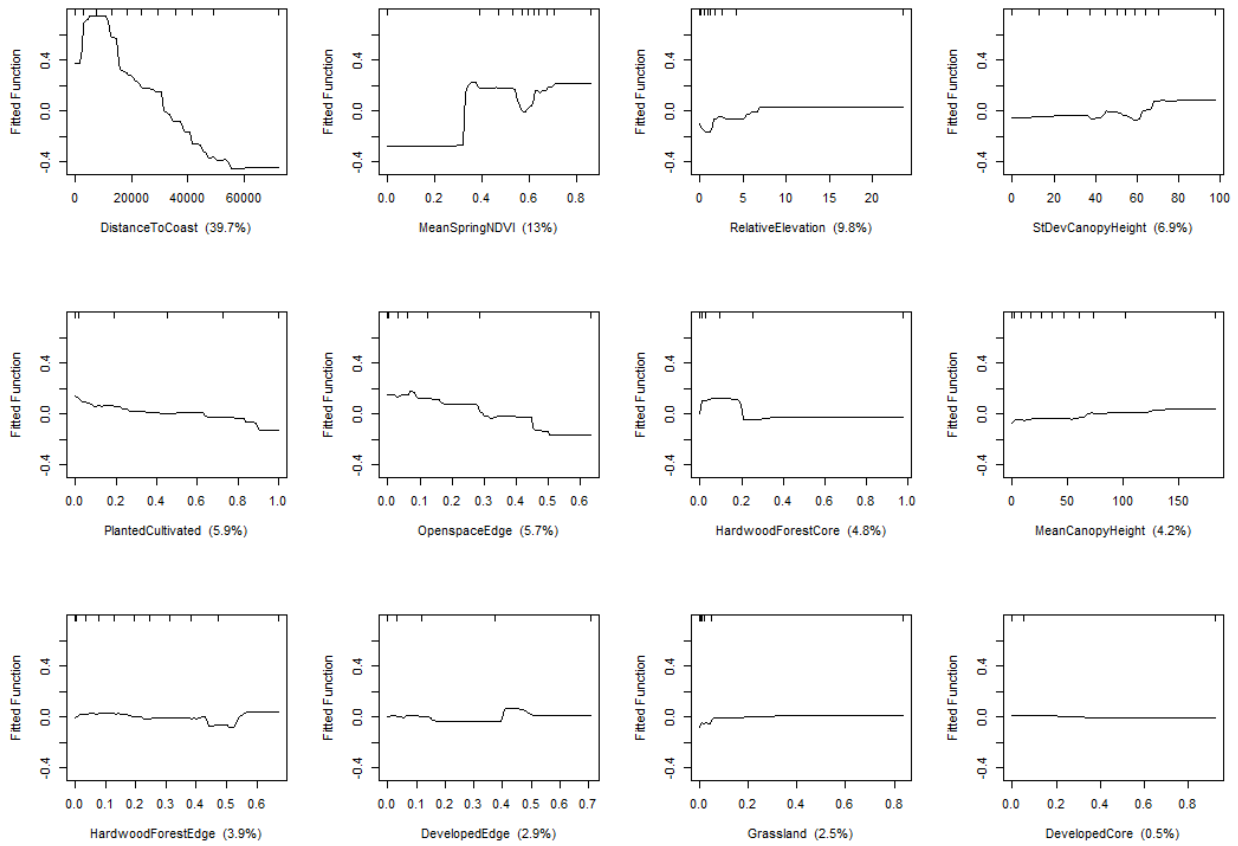 Fitted Function
-0.4 0.0 0.4
0 20000 40000 60000
DistanceToCoast (39.7%)
Fitted Function
-0.4 0.0 0.4
0.0 0.2 0.4 0.6 0.8
MeanSpringNDVI (13%)
Fitted Function
-0.4 0.0 0.4
0 5 10 15 20
RelativeElevation (9.8%)
Fitted Function
-0.4 0.0 0.4
0 20 40 60 80 100
StDevCanopyHeight (6.9%)
Fitted Function
-0.4 0.0 0.4
0.0 0.2 0.4 0.6 0.8 1.0
PlantedCultivated (5.9%)
Fitted Function
-0.4 0.0 0.4
0.0 0.1 0.2 0.3 0.4 0.5 0.6
OpenspaceEdge (5.7%)
Fitted Function
-0.4 0.0 0.4
0.0 0.2 0.4 0.6 0.8 1.0
HardwoodForestCore (4.8%)
Fitted Function
-0.4 0.0 0.4
0 50 100 150
MeanCanopyHeight (4.2%)
Fitted Function
-0.4 0.0 0.4
0.0 0.1 0.2 0.3 0.4 0.5 0.6
HardwoodForestEdge (3.9%)
Fitted Function
-0.4 0.0 0.4
0.0 0.1 0.2 0.3 0.4 0.5 0.6 0.7
DevelopedEdge (2.9%)
Fitted Function
-0.4 0.0 0.4
0.0 0.2 0.4 0.6 0.8
Grassland (2.5%)
Fitted Function
-0.4 0.0 0.4
0.0 0.2 0.4 0.6 0.8
DevelopedCore (0.5%)